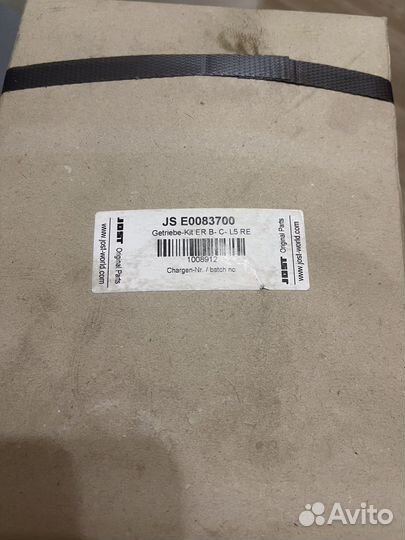 www.jost-world.com
JOST Original Parts
JS E0083700
Getriebe-Kit ER B- C- L5 RE
1008912
Chargen-Nr. / batch no
JOST Original Parts
www.jost-world.com
Avito